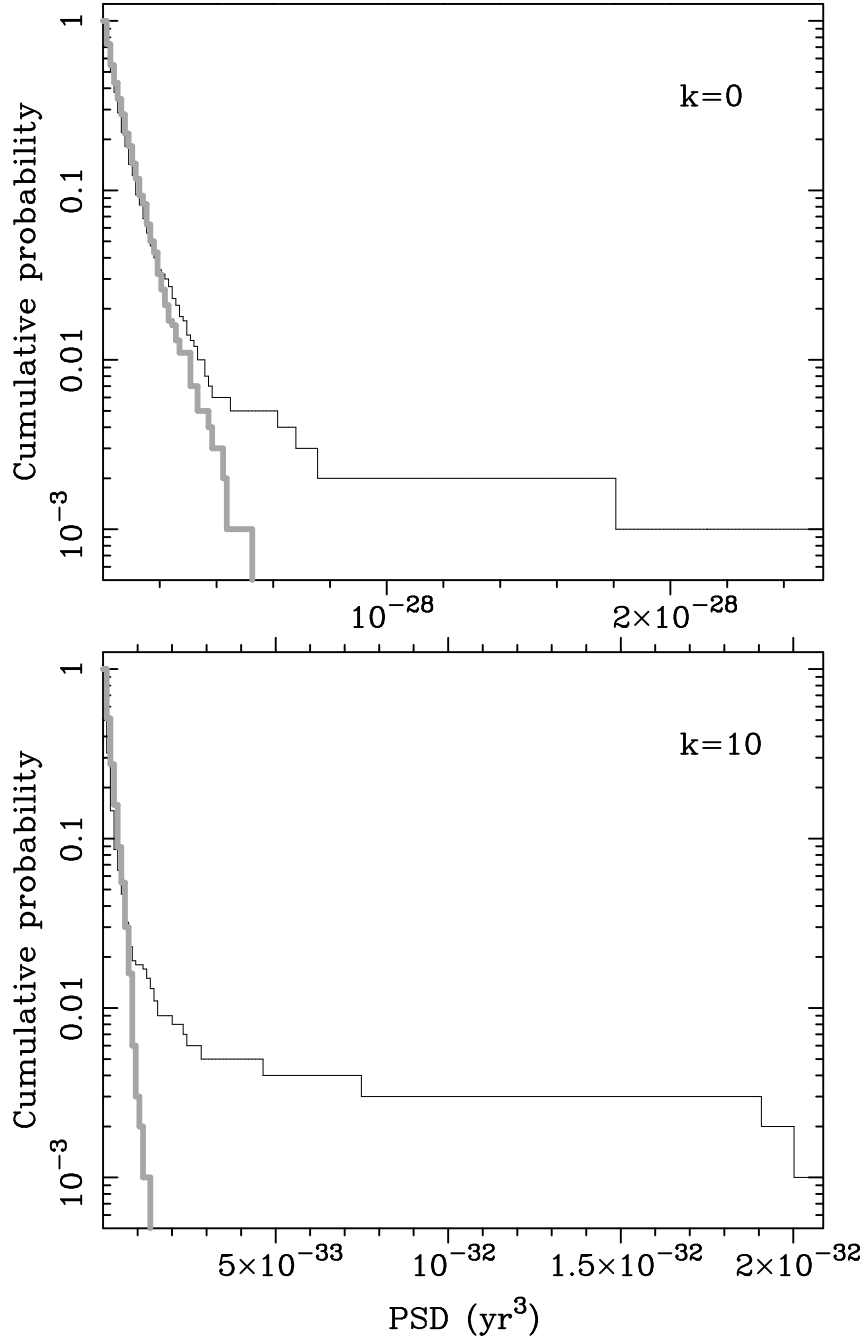 Cumulative probability
1
0.1
0.01
10⁻³
k=0
10⁻²⁸ 2×10⁻²⁸
Cumulative probability
1
0.1
0.01
10⁻³
k=10
5×10⁻³³ 10⁻³² 1.5×10⁻³² 2×10⁻³²
PSD (yr³)